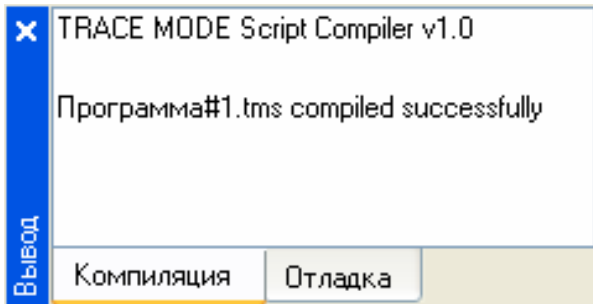 TRACE MODE Script Compiler v1.0
Программа#1.tms compiled successfully
Вывод
Компиляция
Отладка